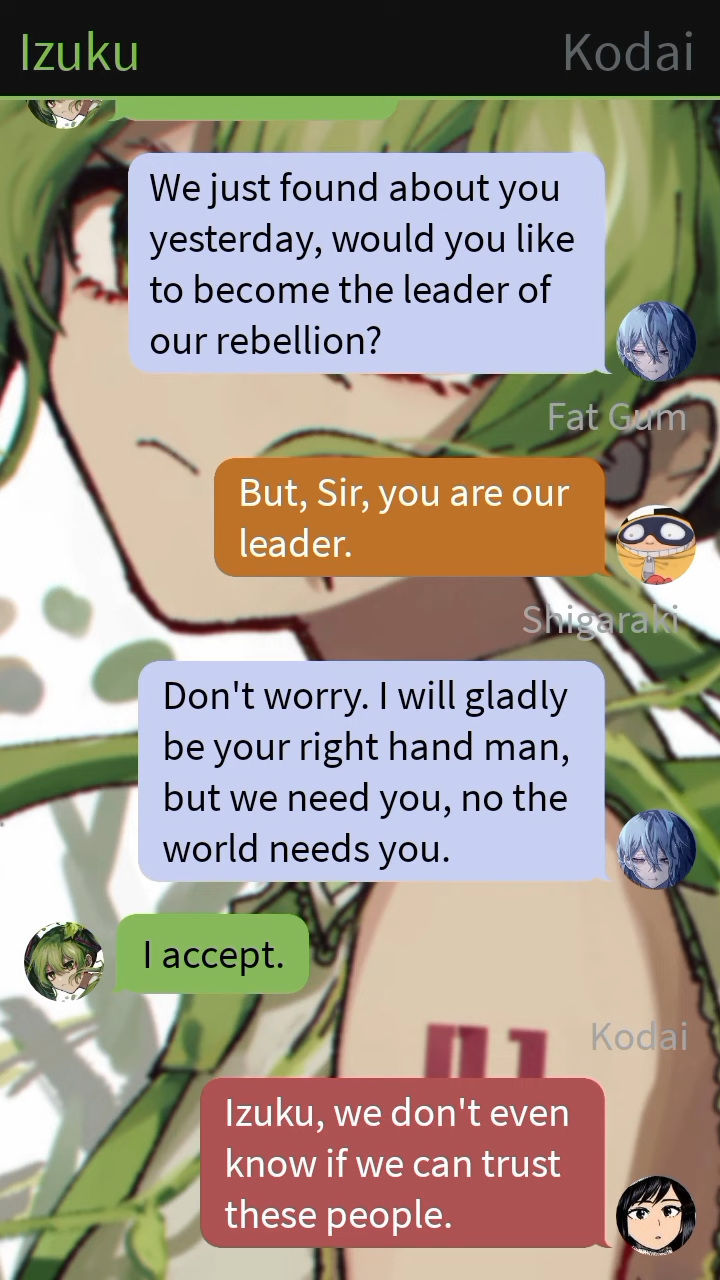 Izuku
Kodai
We just found about you
yesterday, would you like
to become the leader of
our rebellion?
Fat Gum
But, Sir, you are our
leader.
Shigaraki
Don't worry. I will gladly
be your right hand man,
but we need you, no the
world needs you.
I accept.
01
Kodai
Izuku, we don't even
know if we can trust
these people.